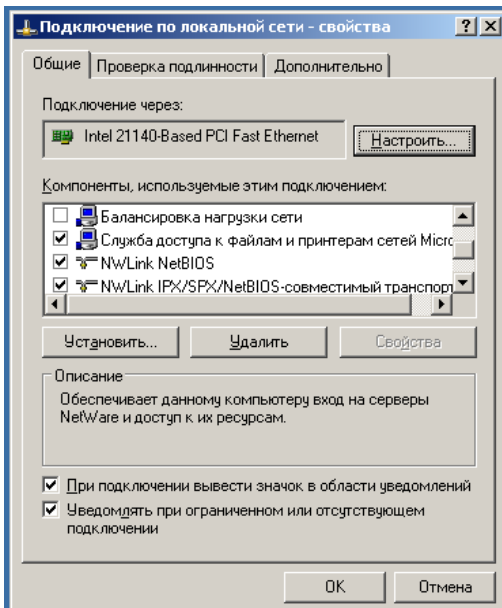 Подключение по локальной сети - свойства
Общие Проверка подлинности Дополнительно
Подключение через:
Intel 21140-Based PCI Fast Ethernet Настроить...
Компоненты, используемые этим подключением:
Балансировка нагрузки сети
Служба доступа к файлам и принтерам сетей Micro
NWLink NetBIOS
NWLink IPX/SPX/NetBIOS-совместимый транспорт
Установить... Удалить Свойства
Описание
Обеспечивает данному компьютеру вход на серверы
NetWare и доступ к их ресурсам.
При подключении вывести значок в области уведомлений
Уведомлять при ограниченном или отсутствующем
подключении
OK Отмена